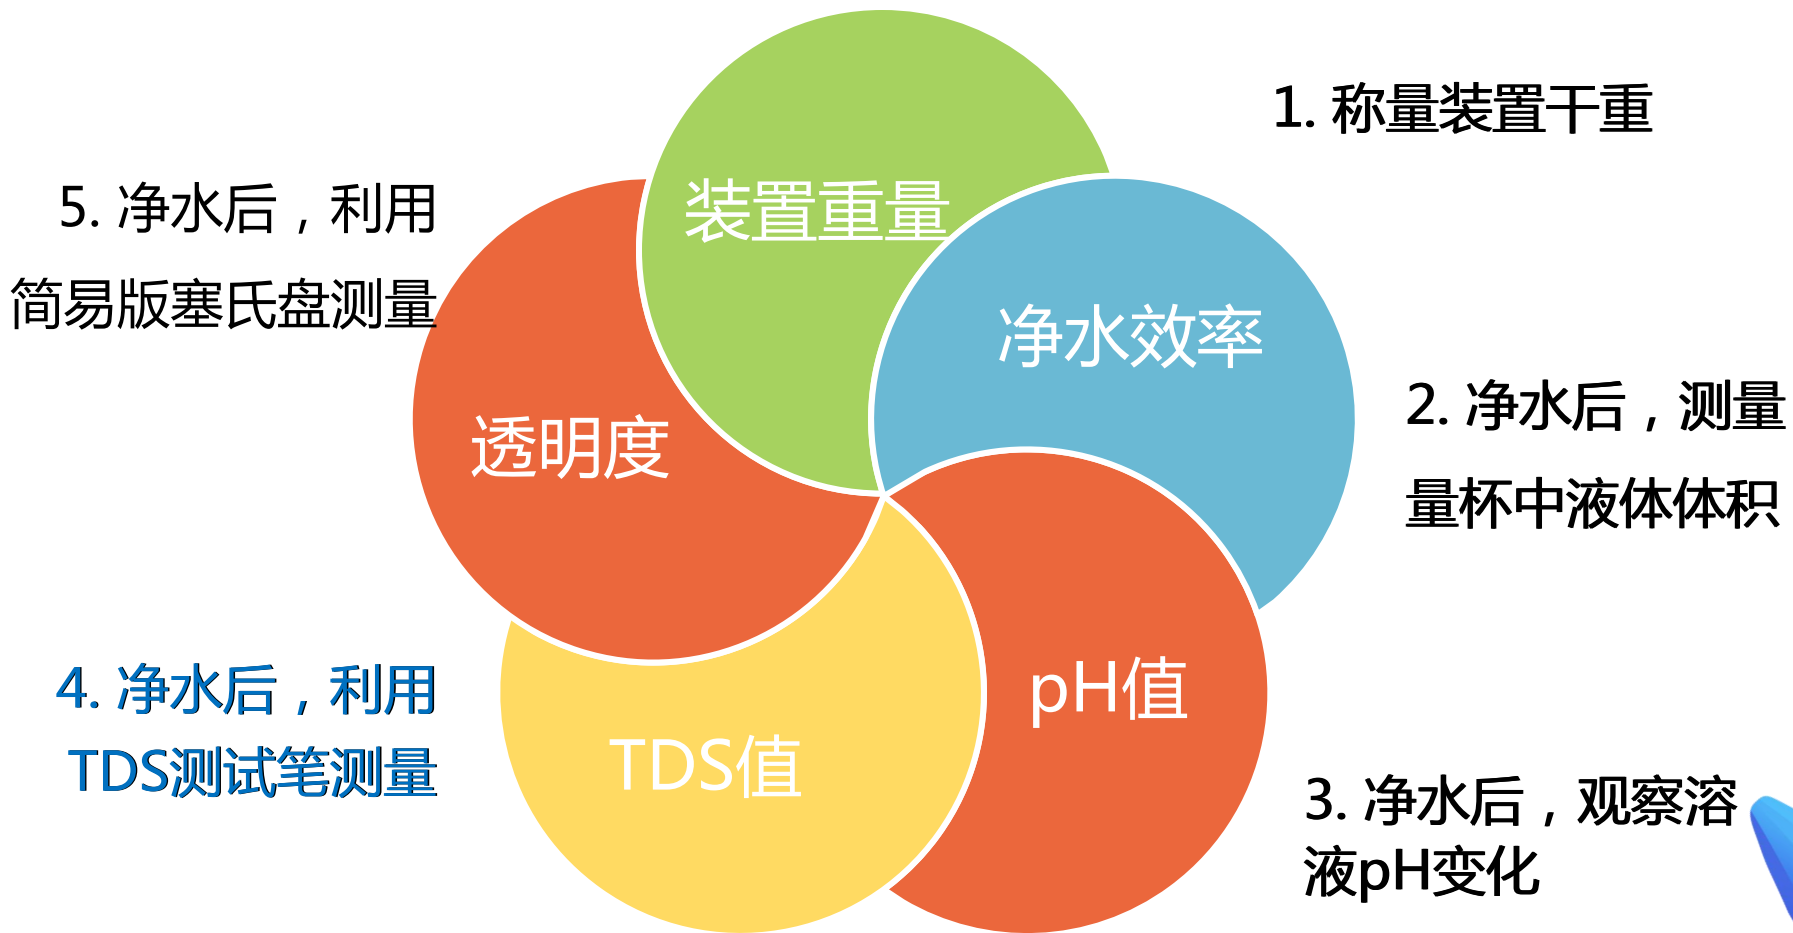 装置重量
净水效率
pH值
TDS值
透明度
1. 称量装置干重
2. 净水后，测量
量杯中液体体积
3. 净水后，观察溶
液pH变化
4. 净水后，利用
TDS测试笔测量
5. 净水后，利用
简易版塞氏盘测量